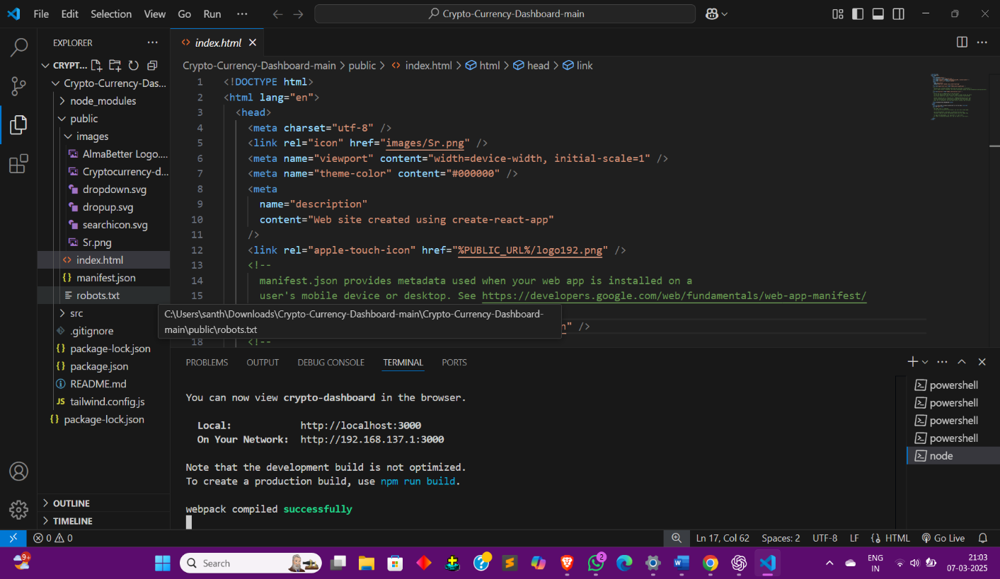 File Edit Selection View Go Run ···
Crypto-Currency-Dashboard-main
EXPLORER
CRYPT...
Crypto-Currency-Das...
node_modules
public
images
AlmaBetter Logo....
Cryptocurrency-d...
dropdown.svg
dropup.svg
searchicon.svg
Sr.png
index.html
manifest.json
robots.txt
src
.gitignore
package-lock.json
package.json
README.md
tailwind.config.js
package-lock.json
OUTLINE
TIMELINE
index.html
Crypto-Currency-Dashboard-main > public > index.html > html > head > link
1 <!DOCTYPE html>
2 <html lang="en">
3 <head>
4 <meta charset="utf-8" />
5 <link rel="icon" href="images/Sr.png" />
6 <meta name="viewport" content="width=device-width, initial-scale=1" />
7 <meta name="theme-color" content="#000000" />
8 <meta
9 name="description"
10 content="Web site created using create-react-app"
11 />
12 <link rel="apple-touch-icon" href="%PUBLIC_URL%/logo192.png" />
13 <!--
14 manifest.json provides metadata used when your web app is installed on a
15 user's mobile device or desktop. See https://developers.google.com/web/fundamentals/web-app-manifest/
C:\Users\santh\Downloads\Crypto-Currency-Dashboard-main\Crypto-Currency-Dashboard-
main\public\robots.txt
n" />
18 <!--
PROBLEMS OUTPUT DEBUG CONSOLE TERMINAL PORTS
You can now view crypto-dashboard in the browser.
Local: http://localhost:3000
On Your Network: http://192.168.137.1:3000
Note that the development build is not optimized.
To create a production build, use npm run build.
webpack compiled successfully
powershell
powershell
powershell
powershell
node
0 0
Ln 17, Col 62 Spaces: 2 UTF-8 LF HTML Go Live
9+
Search
2
ENG
IN
21:03
07-03-2025